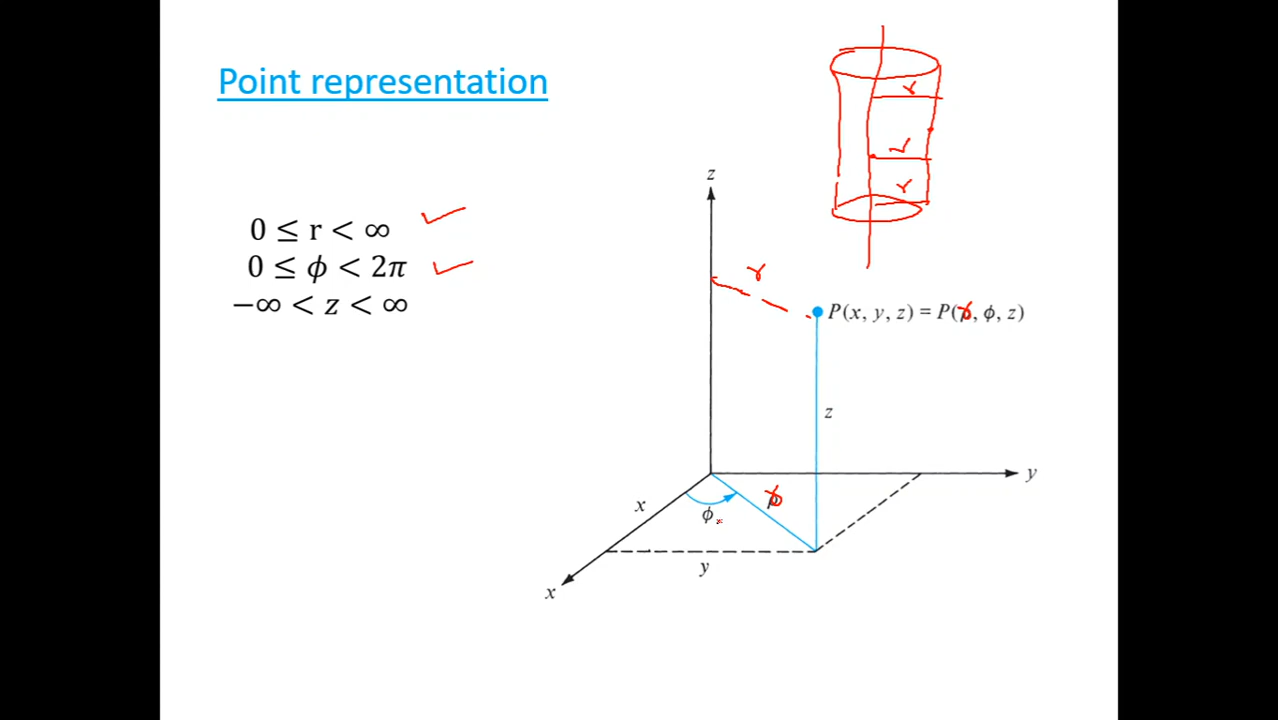 Point representation
r
r
r
0 ≤ r < ∞
0 ≤ ϕ < 2π
−∞ < z < ∞
z
r
P(x, y, z) = P(r, ϕ, z)
z
y
x
ϕ
r
y
x